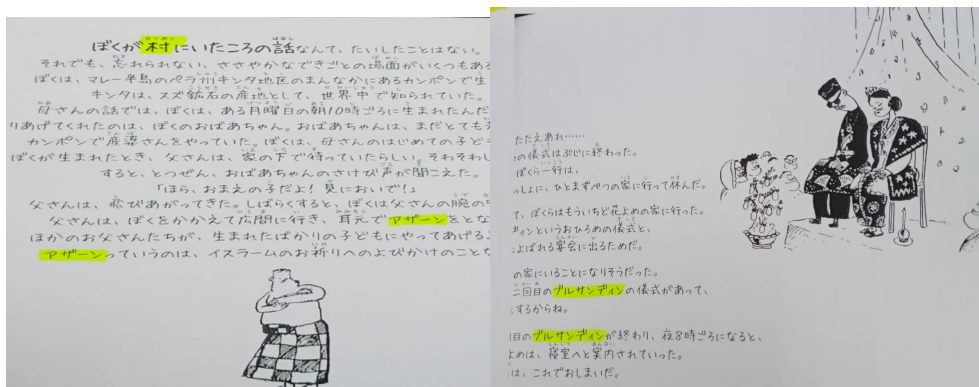 ぼくが村にいたころの話なんて、たいしたことはない。
それでも、忘れられない、ささやかなできごとの場面がいくつもある
ぼくは、マレー半島のペラ州キンタ地区のまんなかにあるカンポンで生
キンタは、スズ鉱石の産地として、世界中で知られていた。
母さんの話では、ぼくは、ある月曜日の朝10時ごろに生まれたんだ
りあげてくれたのは、ぼくのおばあちゃん。おばあちゃんは、まだとても
カンポンで産婆さんをやっていた。ぼくは、母さんのはじめての子ど
ぼくが生まれたとき、父さんは、家の下で待っていたらしい。そわそわし
すると、とつぜん、おばあちゃんのさけび声が聞こえた。
「ほら、おまえの子だよ！見においで！」
父さんは、飛びあがってきた。しばらくすると、ぼくは父さんの腕の
父さんは、ぼくをかかえて広間に行き、耳元でアザーンをとな
ほかのお父さんたちが、生まれたばかりの子どもにやってあげる
アザーンっていうのは、イスラームのお祈りへのよびかけのことな
たたえあれ……
の儀式はぶじに終わった。
ぼくら一行は、
っしょに、ひとまずべつの家に行って休んだ。
て、ぼくらはもういちど花よめの家に行った。
ディンというおひろめの儀式と、
よばれる宴会に出るためだ。
の家にいることになりそうだった。
二回目のブルサンディンの儀式があって、
するからね。
目のブルサンディンが終わり、夜8時ごろになると、
よめは、寝室へと案内されていった。
は、これでおしまいだ。